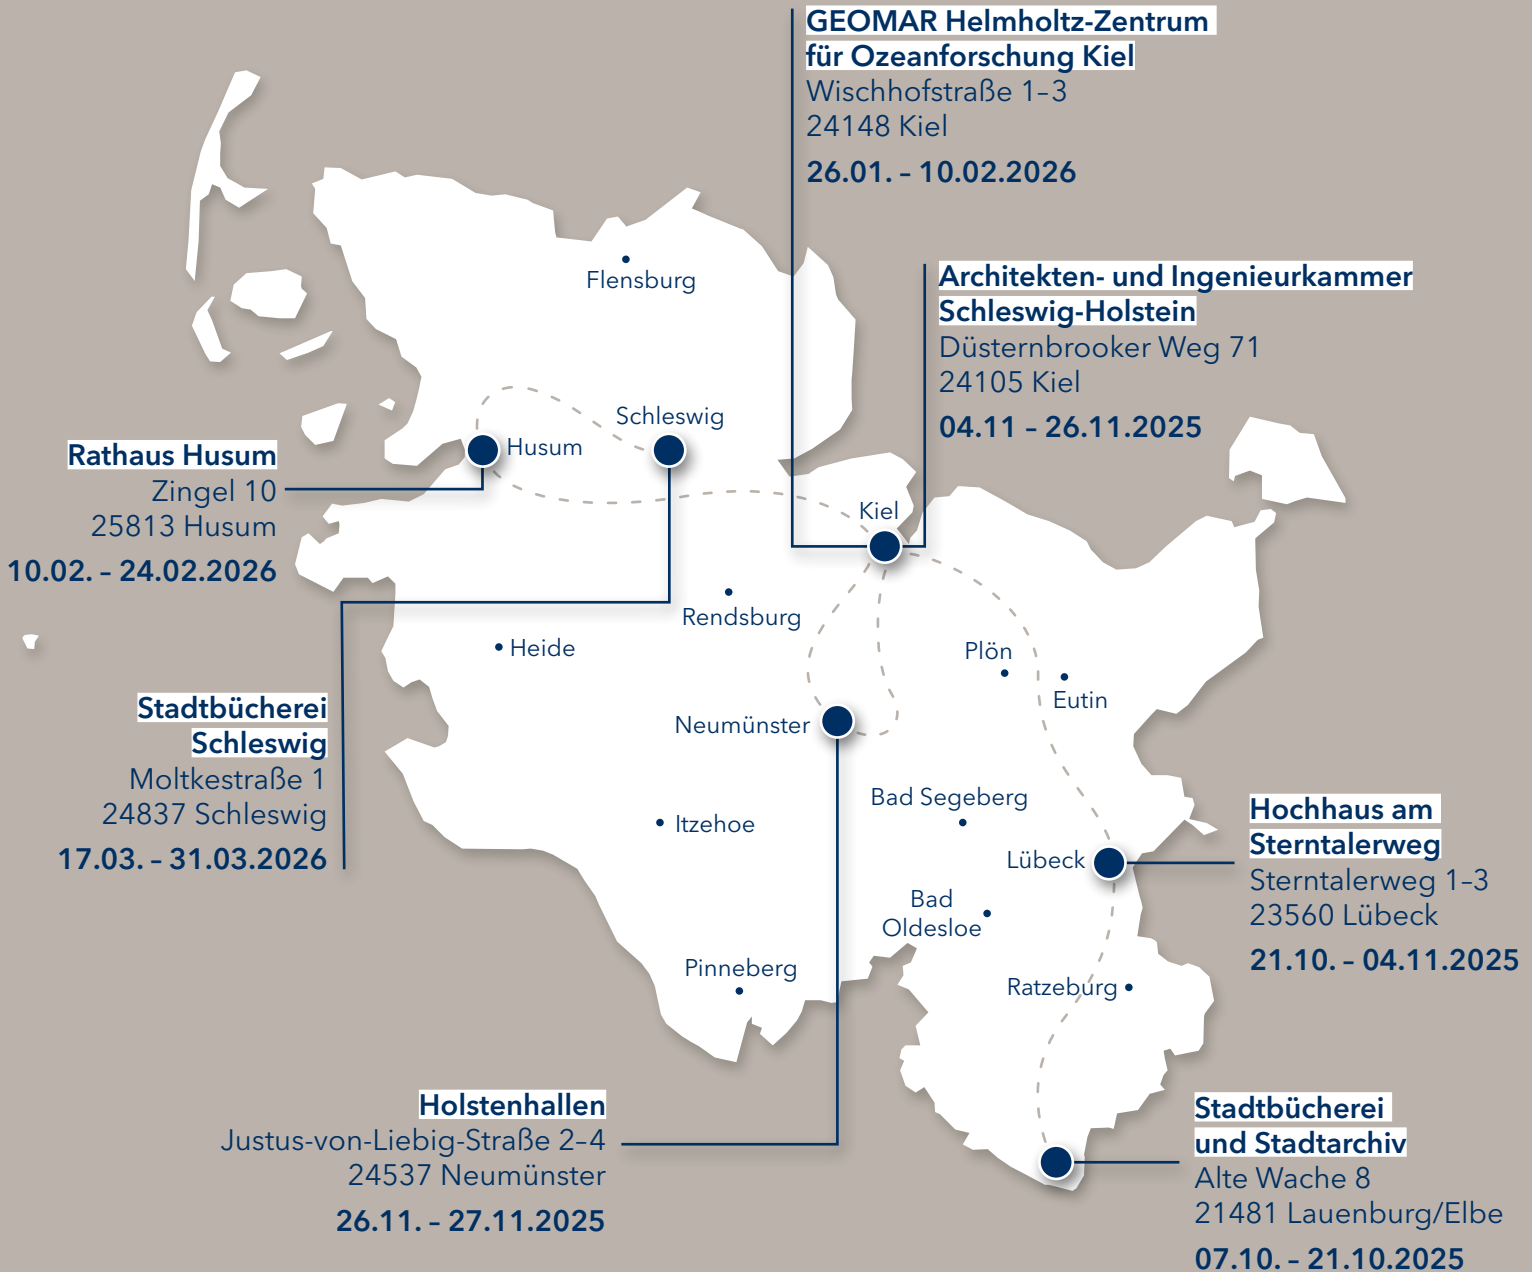 GEOMAR Helmholtz-Zentrum
für Ozeanforschung Kiel
Wischhofstraße 1–3
24148 Kiel
26.01. – 10.02.2026
Architekten- und Ingenieurkammer
Schleswig-Holstein
Düsternbrooker Weg 71
24105 Kiel
04.11 – 26.11.2025
Flensburg
Schleswig
Husum
Rathaus Husum
Zingel 10
25813 Husum
10.02. – 24.02.2026
Kiel
Rendsburg
Heide
Plön
Eutin
Stadtbücherei
Schleswig
Moltkestraße 1
24837 Schleswig
17.03. – 31.03.2026
Neumünster
Bad Segeberg
Itzehoe
Lübeck
Hochhaus am
Sterntalerweg
Sterntalerweg 1–3
23560 Lübeck
21.10. – 04.11.2025
Bad
Oldesloe
Pinneberg
Ratzeburg
Holstenhallen
Justus-von-Liebig-Straße 2–4
24537 Neumünster
26.11. – 27.11.2025
Stadtbücherei
und Stadtarchiv
Alte Wache 8
21481 Lauenburg/Elbe
07.10. – 21.10.2025